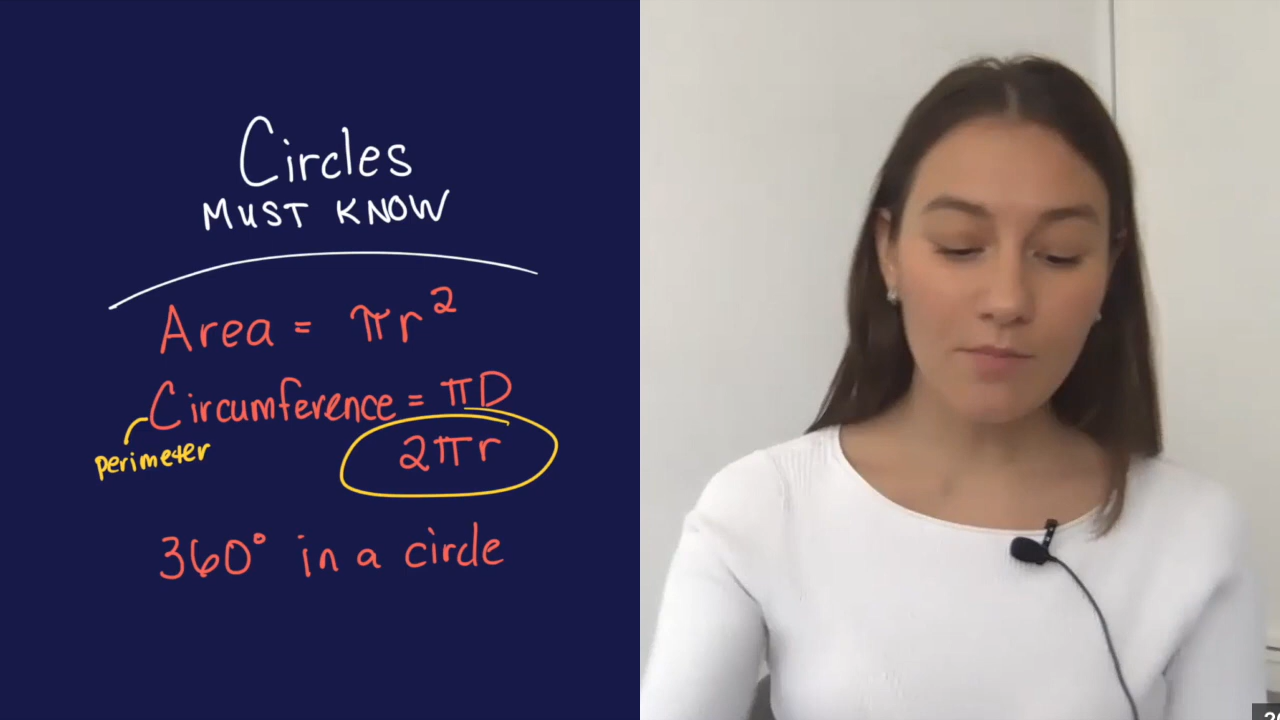 Circles
MUST KNOW
Area = πr²
Circumference = πD
perimeter
2πr
360° in a circle